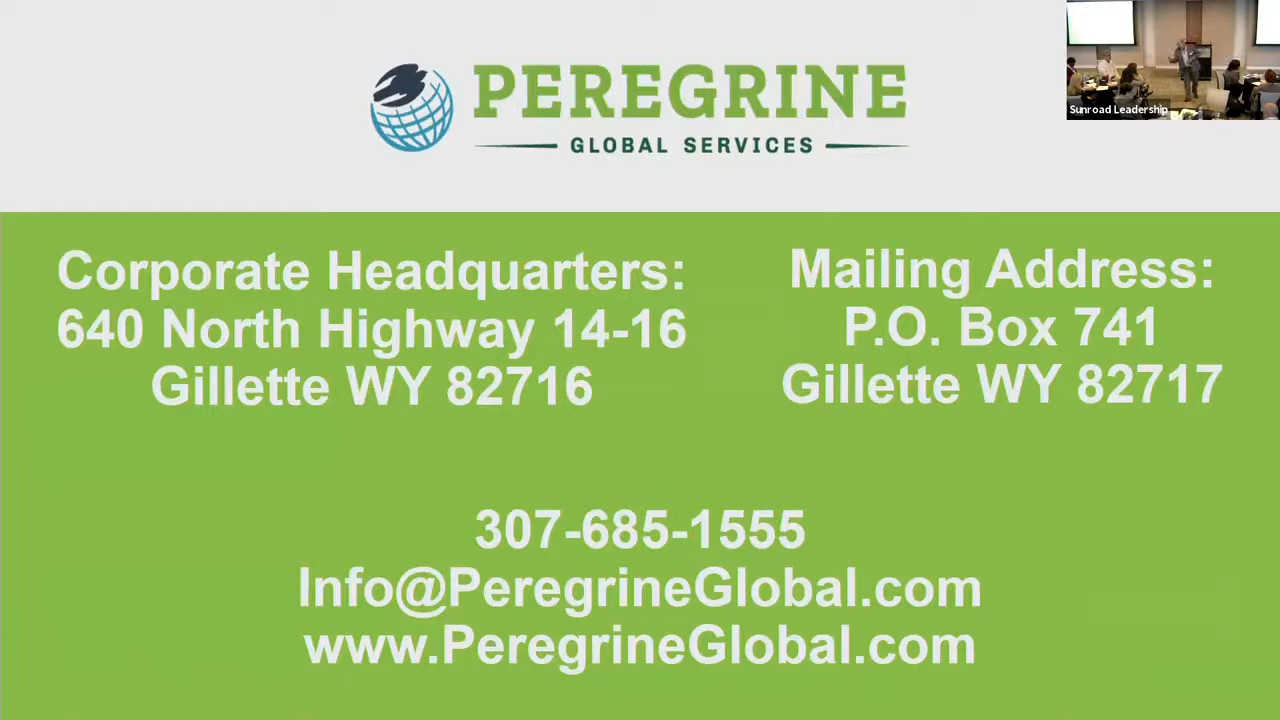 PEREGRINE
GLOBAL SERVICES
Sunroad Leadership
Corporate Headquarters:
640 North Highway 14-16
Gillette WY 82716
Mailing Address:
P.O. Box 741
Gillette WY 82717
307-685-1555
Info@PeregrineGlobal.com
www.PeregrineGlobal.com